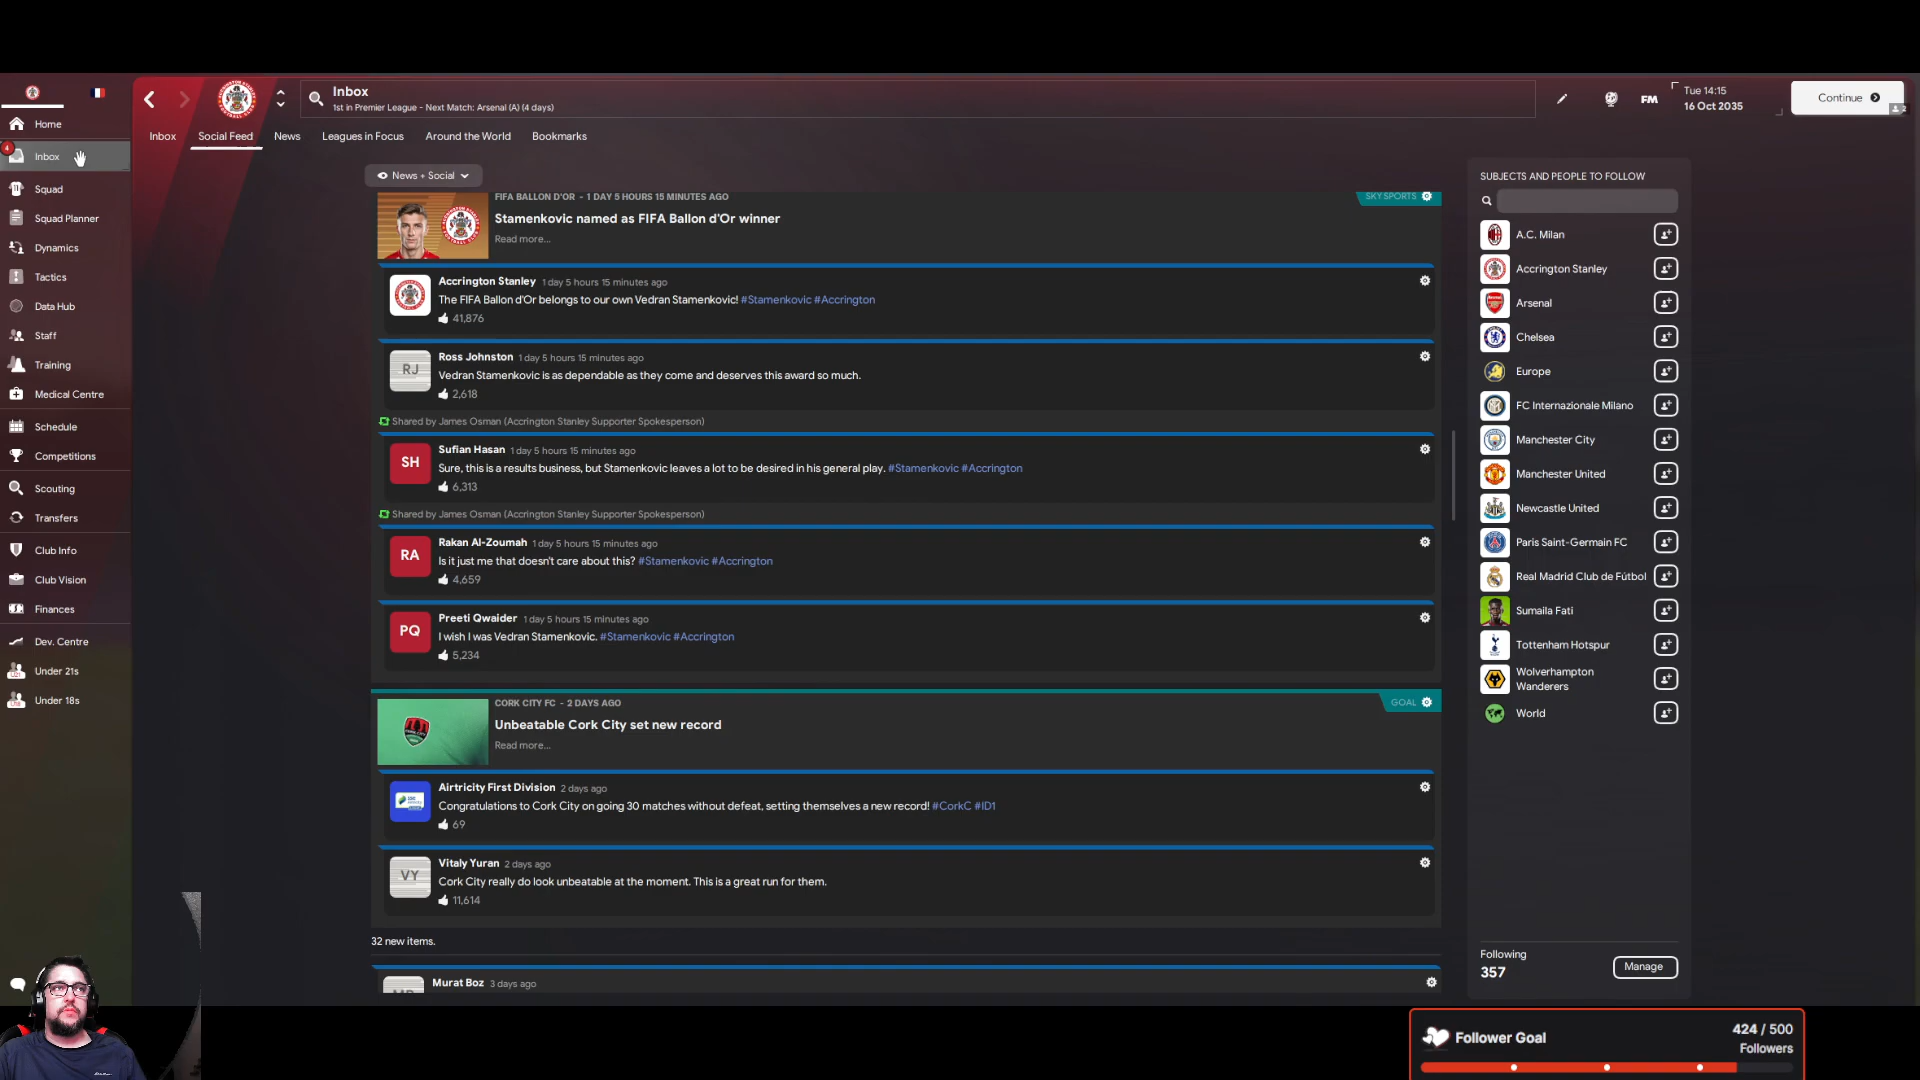 Inbox
1st in Premier League - Next Match: Arsenal (A) (4 days)
FM
Tue 14:15
16 Oct 2035
Continue
2
Home
4
Inbox
Squad
Squad Planner
Dynamics
Tactics
Data Hub
Staff
Training
Medical Centre
Schedule
Competitions
Scouting
Transfers
Club Info
Club Vision
Finances
Dev. Centre
Under 21s
Under 18s
Inbox
Social Feed
News
Leagues in Focus
Around the World
Bookmarks
News + Social
FIFA BALLON D'OR - 1 DAY 5 HOURS 15 MINUTES AGO
SKY SPORTS
Stamenkovic named as FIFA Ballon d'Or winner
Read more...
Accrington Stanley 1 day 5 hours 15 minutes ago
The FIFA Ballon d'Or belongs to our own Vedran Stamenkovic! #Stamenkovic #Accrington
41,876
RJ
Ross Johnston 1 day 5 hours 15 minutes ago
Vedran Stamenkovic is as dependable as they come and deserves this award so much.
2,618
Shared by James Osman (Accrington Stanley Supporter Spokesperson)
SH
Sufian Hasan 1 day 5 hours 15 minutes ago
Sure, this is a results business, but Stamenkovic leaves a lot to be desired in his general play. #Stamenkovic #Accrington
6,313
Shared by James Osman (Accrington Stanley Supporter Spokesperson)
RA
Rakan Al-Zoumah 1 day 5 hours 15 minutes ago
Is it just me that doesn't care about this? #Stamenkovic #Accrington
4,659
PQ
Preeti Qwaider 1 day 5 hours 15 minutes ago
I wish I was Vedran Stamenkovic. #Stamenkovic #Accrington
5,234
CORK CITY FC - 2 DAYS AGO
GOAL
Unbeatable Cork City set new record
Read more...
Airtricity First Division 2 days ago
Congratulations to Cork City on going 30 matches without defeat, setting themselves a new record! #CorkC #ID1
69
VY
Vitaly Yuran 2 days ago
Cork City really do look unbeatable at the moment. This is a great run for them.
11,614
32 new items.
Murat Boz 3 days ago
SUBJECTS AND PEOPLE TO FOLLOW
A.C. Milan
Accrington Stanley
Arsenal
Chelsea
Europe
FC Internazionale Milano
Manchester City
Manchester United
Newcastle United
Paris Saint-Germain FC
Real Madrid Club de Fútbol
Sumaila Fati
Tottenham Hotspur
Wolverhampton
Wanderers
World
Following
357
Manage
Follower Goal
424 / 500
Followers